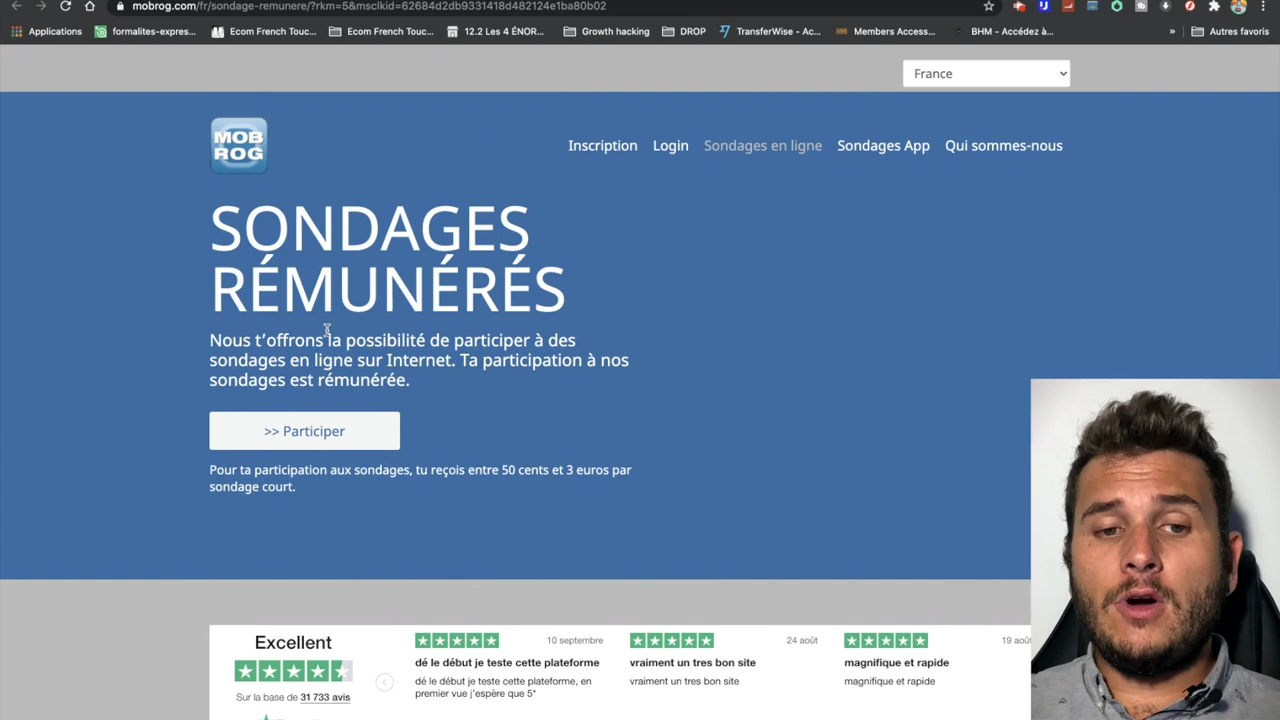 mobrog.com/fr/sondage-remunere/?rkm=5&msclkid=62684d2db9331418d482124e1ba80b02
Applications
formalites-expres...
Ecom French Touc...
Ecom French Touc...
12.2 Les 4 ÉNOR...
Growth hacking
DROP
TransferWise - Ac...
Members Access...
BHM - Accédez à...
»
Autres favoris
France
MOB
ROG
Inscription
Login
Sondages en ligne
Sondages App
Qui sommes-nous
SONDAGES
RÉMUNÉRÉS
Nous t’offrons la possibilité de participer à des
sondages en ligne sur Internet. Ta participation à nos
sondages est rémunérée.
>> Participer
Pour ta participation aux sondages, tu reçois entre 50 cents et 3 euros par
sondage court.
Excellent
Sur la base de 31 733 avis
10 septembre
dé le début je teste cette plateforme
dé le début je teste cette plateforme, en
premier vue j'espère que 5*
24 août
vraiment un tres bon site
vraiment un tres bon site
19 août
magnifique et rapide
magnifique et rapide